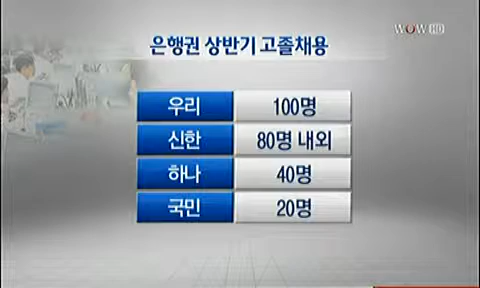 은행권 상반기 고졸채용
WOW HD
우리 100명
신한 80명 내외
하나 40명
국민 20명